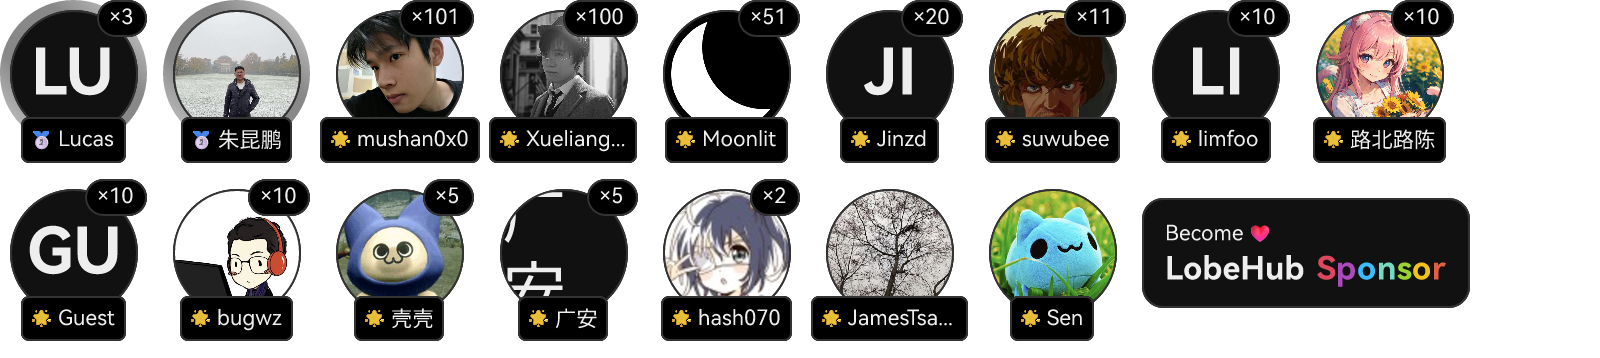 ×3
×101
×100
×51
×20
×11
×10
×10
LU
JI
LI
Lucas
朱昆鹏
mushan0x0
Xueliang...
Moonlit
Jinzd
suwubee
limfoo
路北路陈
×10
×10
×5
×5
×2
GU
安
Guest
bugwz
壳壳
广安
hash070
JamesTsa...
Sen
Become
LobeHub Sponsor